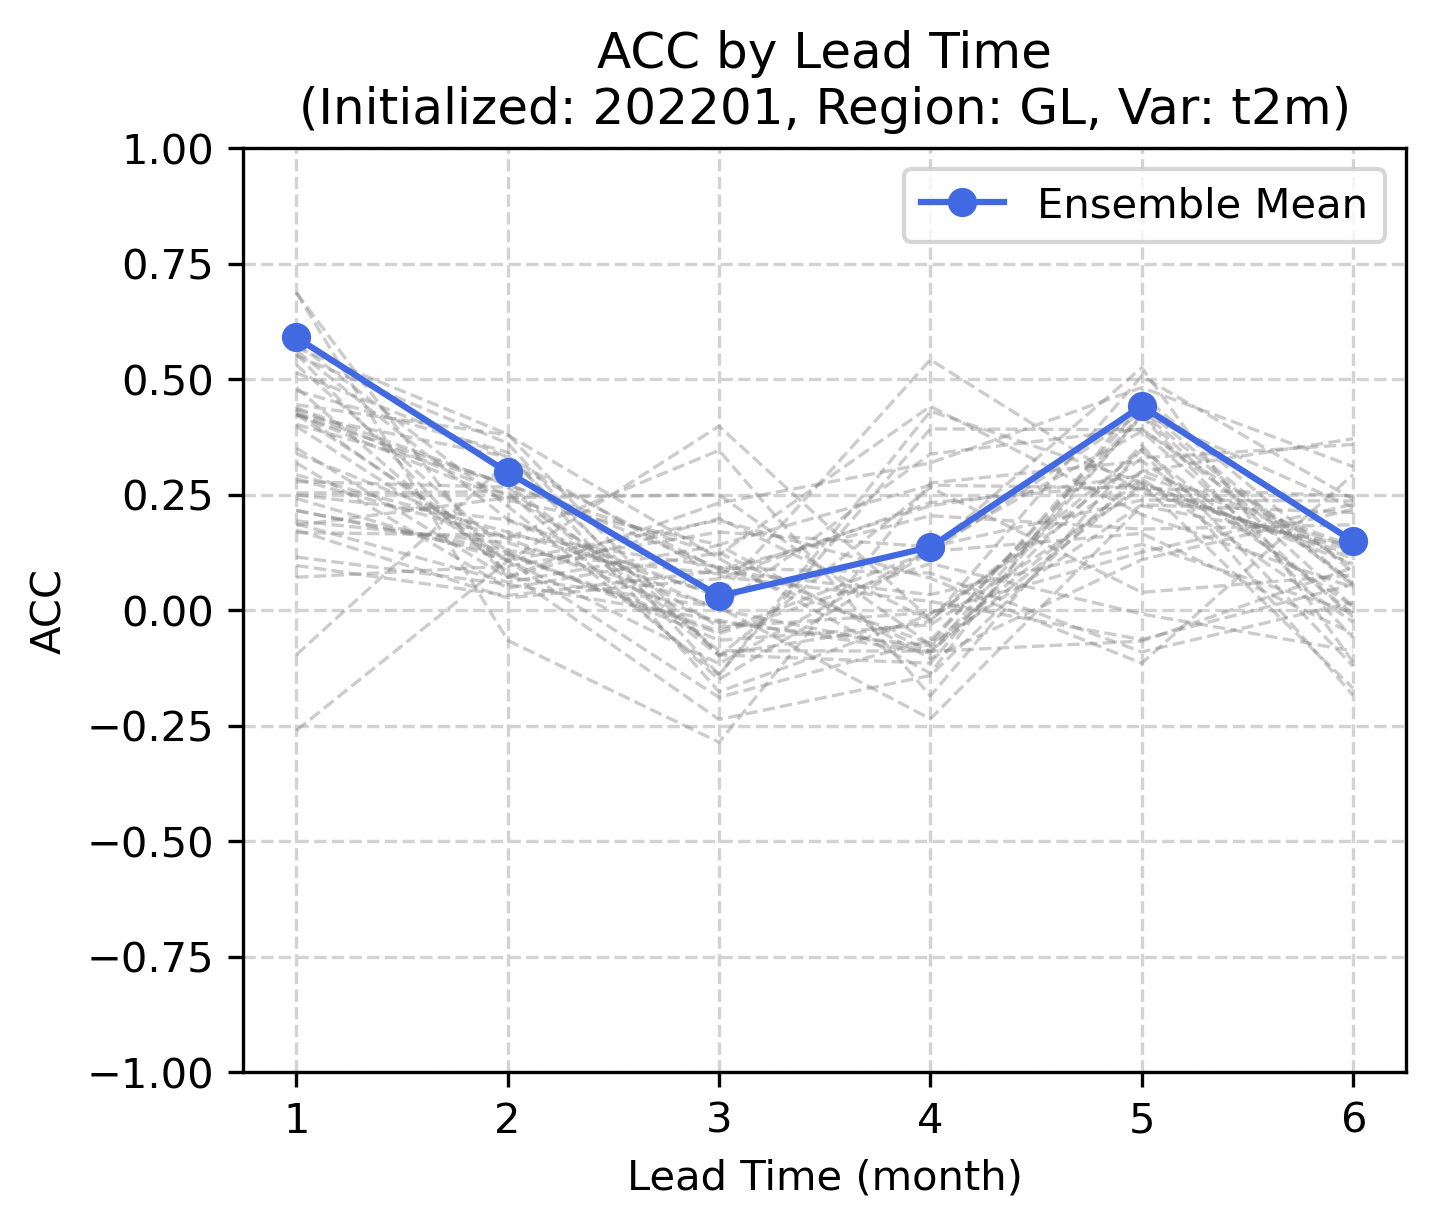 ACC by Lead Time
(Initialized: 202201, Region: GL, Var: t2m)
Ensemble Mean
ACC
1.00
0.75
0.50
0.25
0.00
−0.25
−0.50
−0.75
−1.00
1 2 3 4 5 6
Lead Time (month)